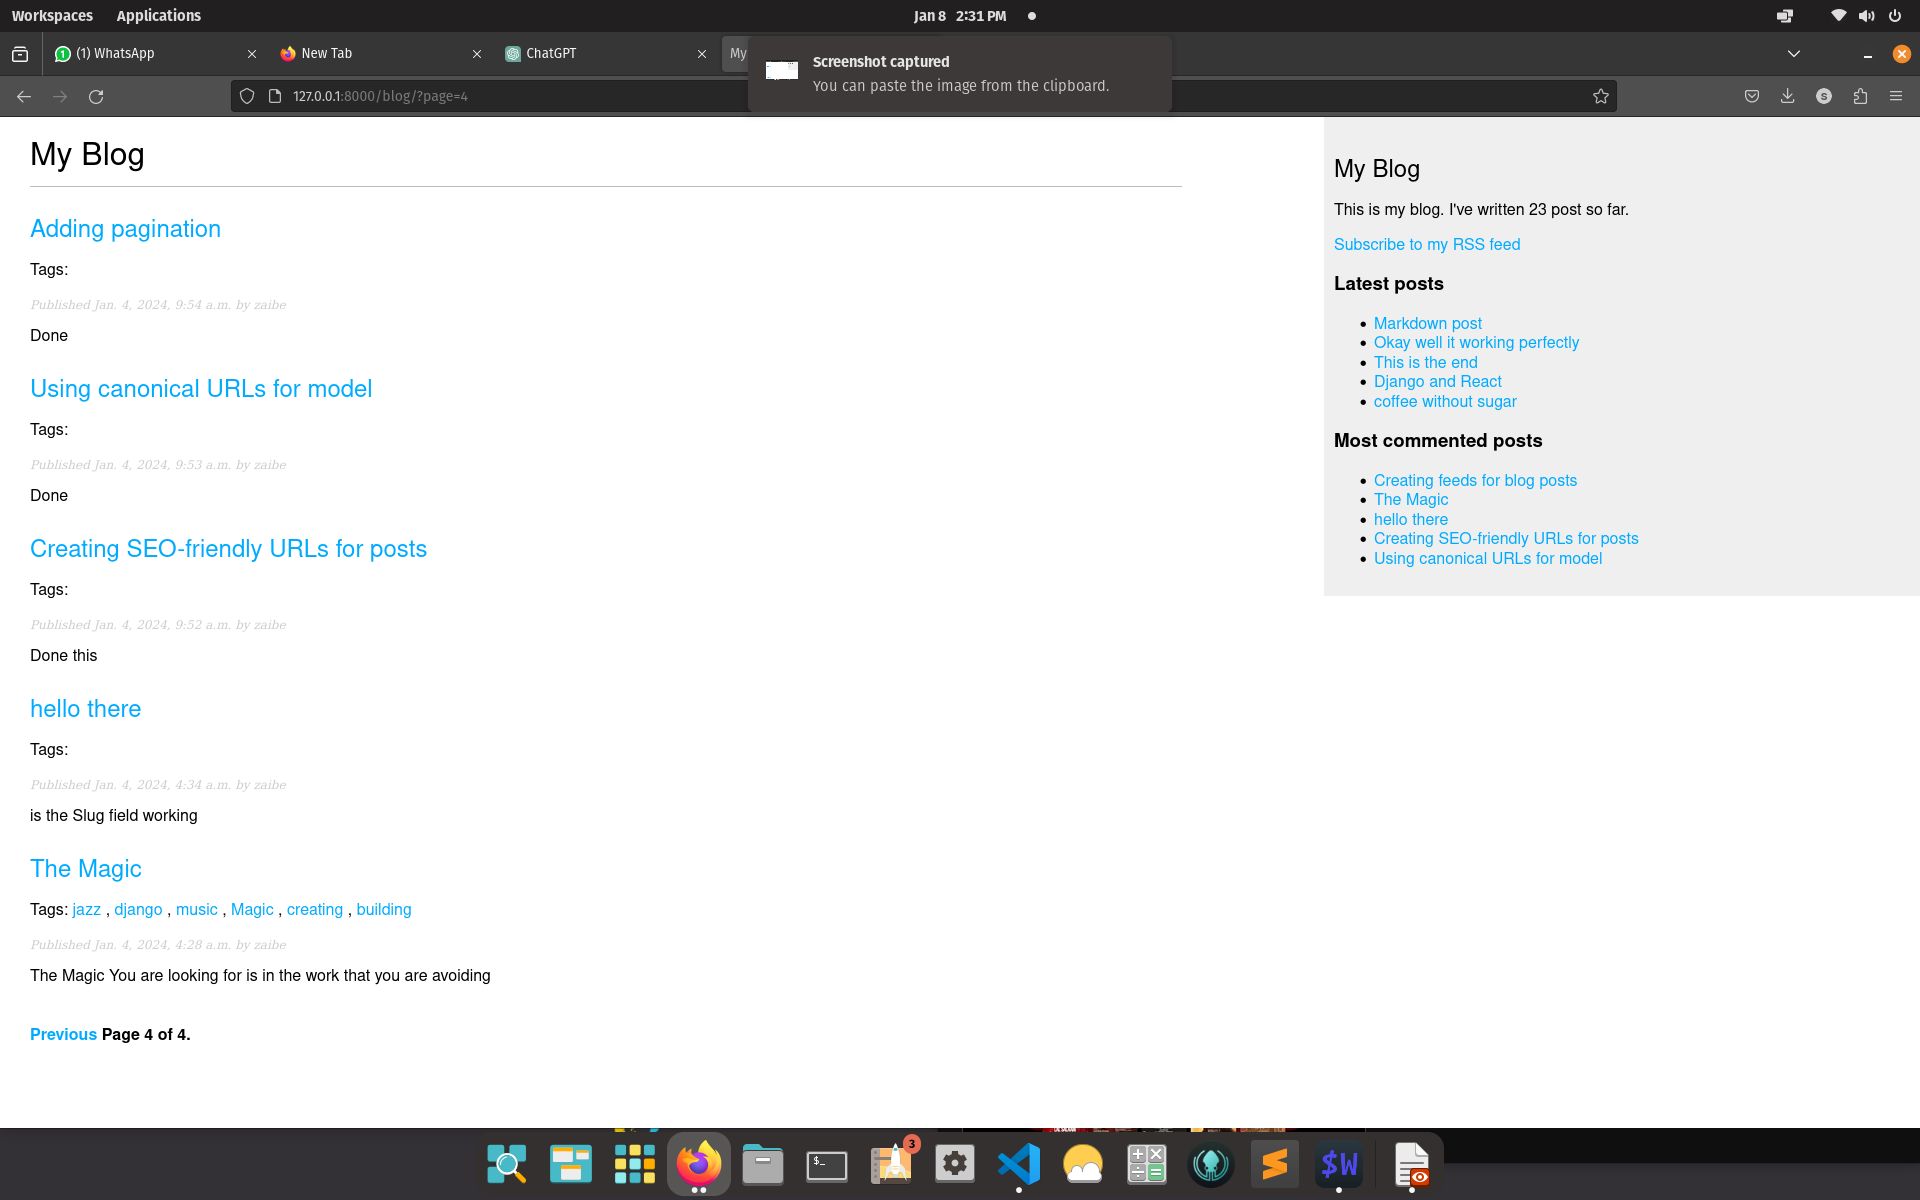 Workspaces Applications Jan 8 2:31 PM
(1) WhatsApp New Tab ChatGPT My
Screenshot captured
You can paste the image from the clipboard.
127.0.0.1:8000/blog/?page=4 S
My Blog
Adding pagination
Tags:
Published Jan. 4, 2024, 9:54 a.m. by zaibe
Done
Using canonical URLs for model
Tags:
Published Jan. 4, 2024, 9:53 a.m. by zaibe
Done
Creating SEO-friendly URLs for posts
Tags:
Published Jan. 4, 2024, 9:52 a.m. by zaibe
Done this
hello there
Tags:
Published Jan. 4, 2024, 4:34 a.m. by zaibe
is the Slug field working
The Magic
Tags: jazz , django , music , Magic , creating , building
Published Jan. 4, 2024, 4:28 a.m. by zaibe
The Magic You are looking for is in the work that you are avoiding
Previous Page 4 of 4.
My Blog
This is my blog. I've written 23 post so far.
Subscribe to my RSS feed
Latest posts
Markdown post
Okay well it working perfectly
This is the end
Django and React
coffee without sugar
Most commented posts
Creating feeds for blog posts
The Magic
hello there
Creating SEO-friendly URLs for posts
Using canonical URLs for model
$_ 3 $W